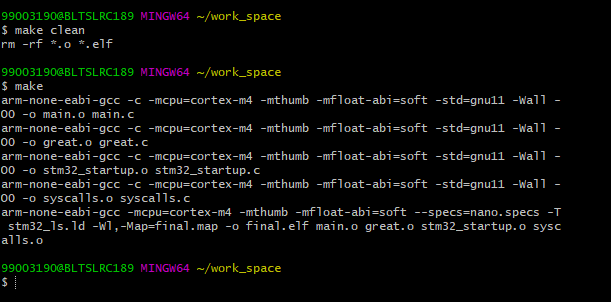 99003190@BLTSLRC189 MINGW64 ~/work_space
$ make clean
rm -rf *.o *.elf
99003190@BLTSLRC189 MINGW64 ~/work_space
$ make
arm-none-eabi-gcc -c -mcpu=cortex-m4 -mthumb -mfloat-abi=soft -std=gnu11 -Wall -
O0 -o main.o main.c
arm-none-eabi-gcc -c -mcpu=cortex-m4 -mthumb -mfloat-abi=soft -std=gnu11 -Wall -
O0 -o great.o great.c
arm-none-eabi-gcc -c -mcpu=cortex-m4 -mthumb -mfloat-abi=soft -std=gnu11 -Wall -
O0 -o stm32_startup.o stm32_startup.c
arm-none-eabi-gcc -c -mcpu=cortex-m4 -mthumb -mfloat-abi=soft -std=gnu11 -Wall -
O0 -o syscalls.o syscalls.c
arm-none-eabi-gcc -mcpu=cortex-m4 -mthumb -mfloat-abi=soft --specs=nano.specs -T
 stm32_ls.ld -Wl,-Map=final.map -o final.elf main.o great.o stm32_startup.o sysc
alls.o
99003190@BLTSLRC189 MINGW64 ~/work_space
$